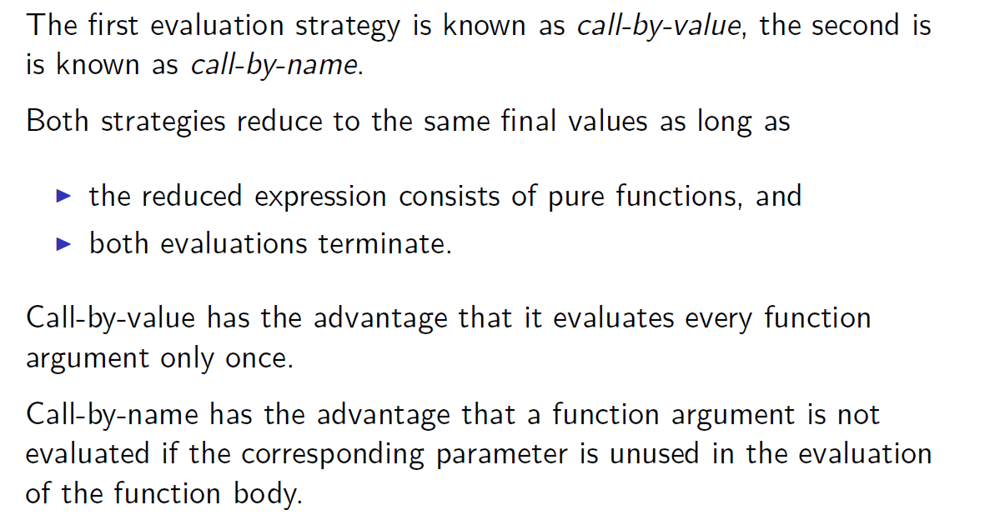 The first evaluation strategy is known as call-by-value, the second is
is known as call-by-name.
Both strategies reduce to the same final values as long as
the reduced expression consists of pure functions, and
both evaluations terminate.
Call-by-value has the advantage that it evaluates every function
argument only once.
Call-by-name has the advantage that a function argument is not
evaluated if the corresponding parameter is unused in the evaluation
of the function body.